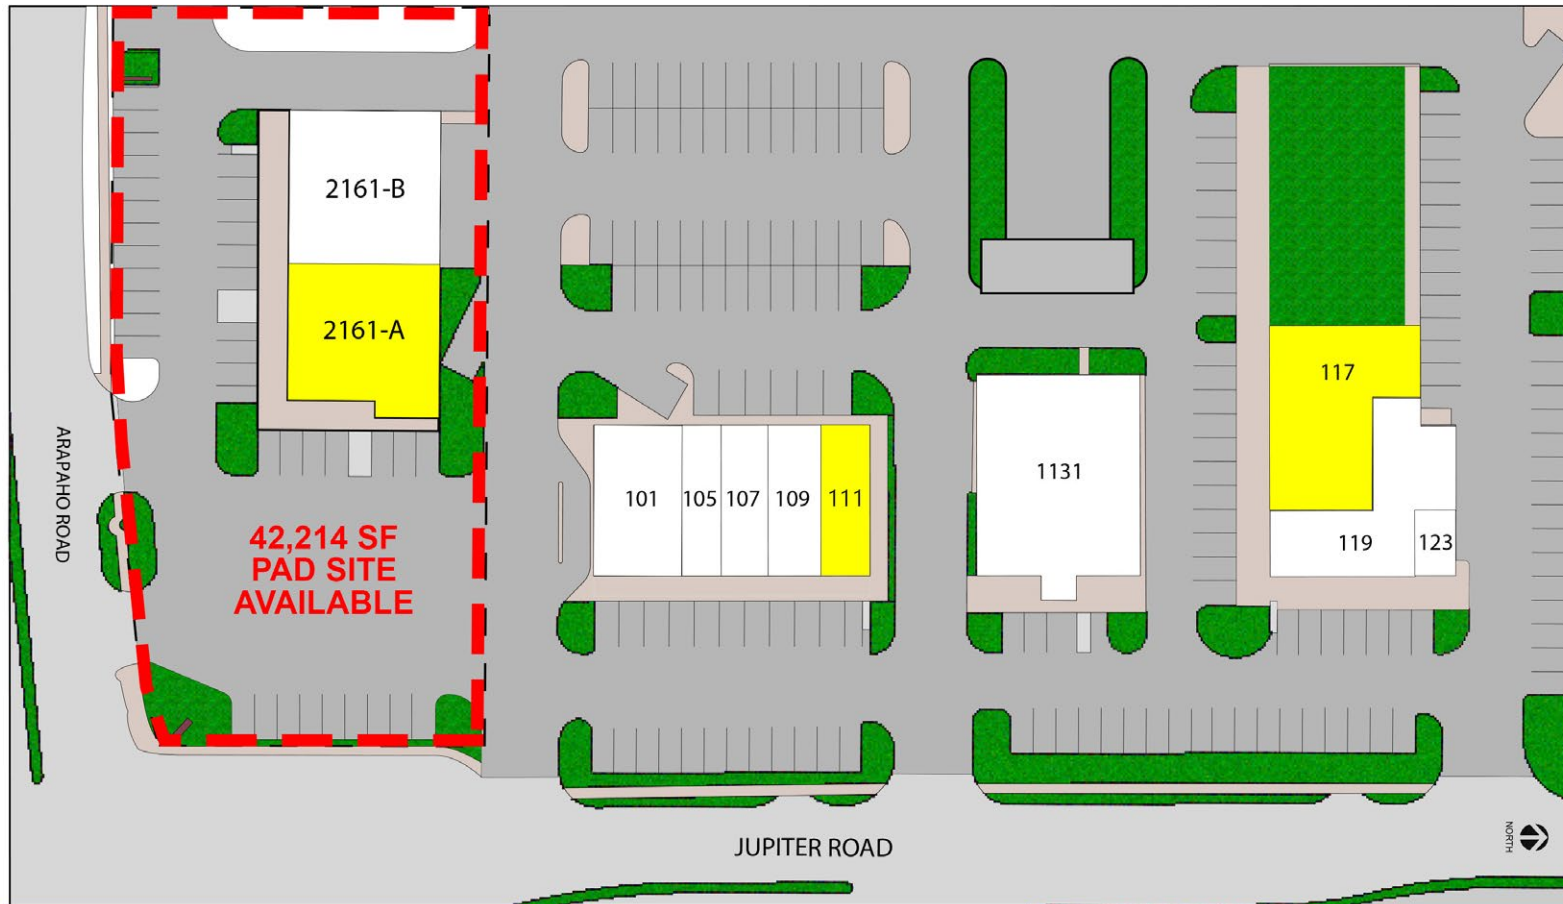 2161-B
2161-A
117
101
105
107
109
111
1131
119
123
ARAPAHO ROAD
42,214 SF
PAD SITE
AVAILABLE
JUPITER ROAD
NORTH